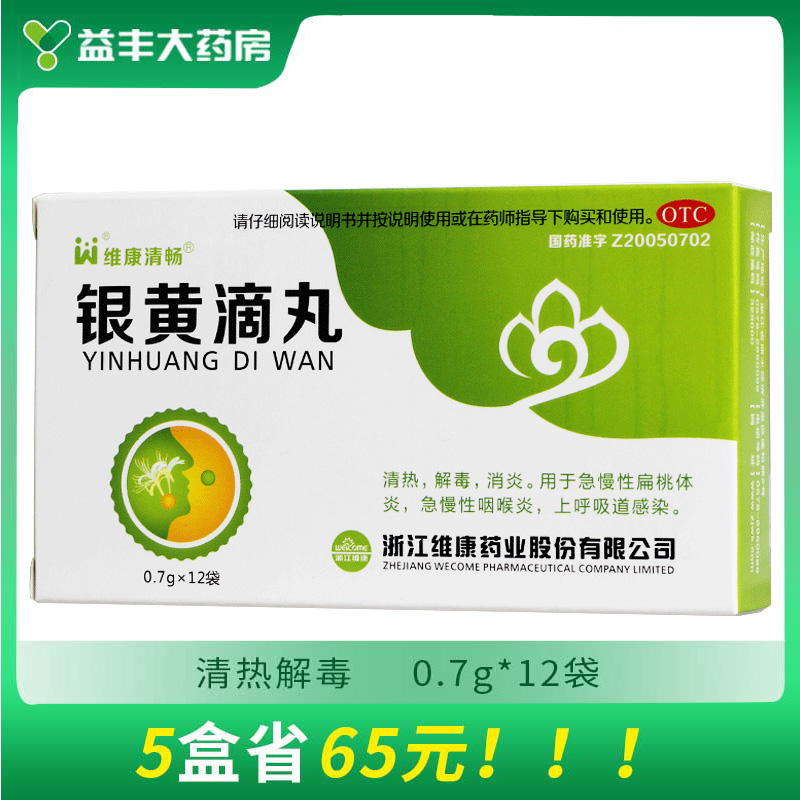 益丰大药房
请仔细阅读说明书并按说明使用或在药师指导下购买和使用。 OTC
国药准字 Z20050702
维康清畅®
银黄滴丸
YINHUANG DI WAN
清热，解毒，消炎。用于急慢性扁桃体
炎，急慢性咽喉炎，上呼吸道感染。
WECOME
浙江维康
浙江维康药业股份有限公司
ZHEJIANG WECOME PHARMACEUTICAL COMPANY LIMITED
0.7g×12袋
清热解毒 0.7g*12袋
5盒省65元！！！